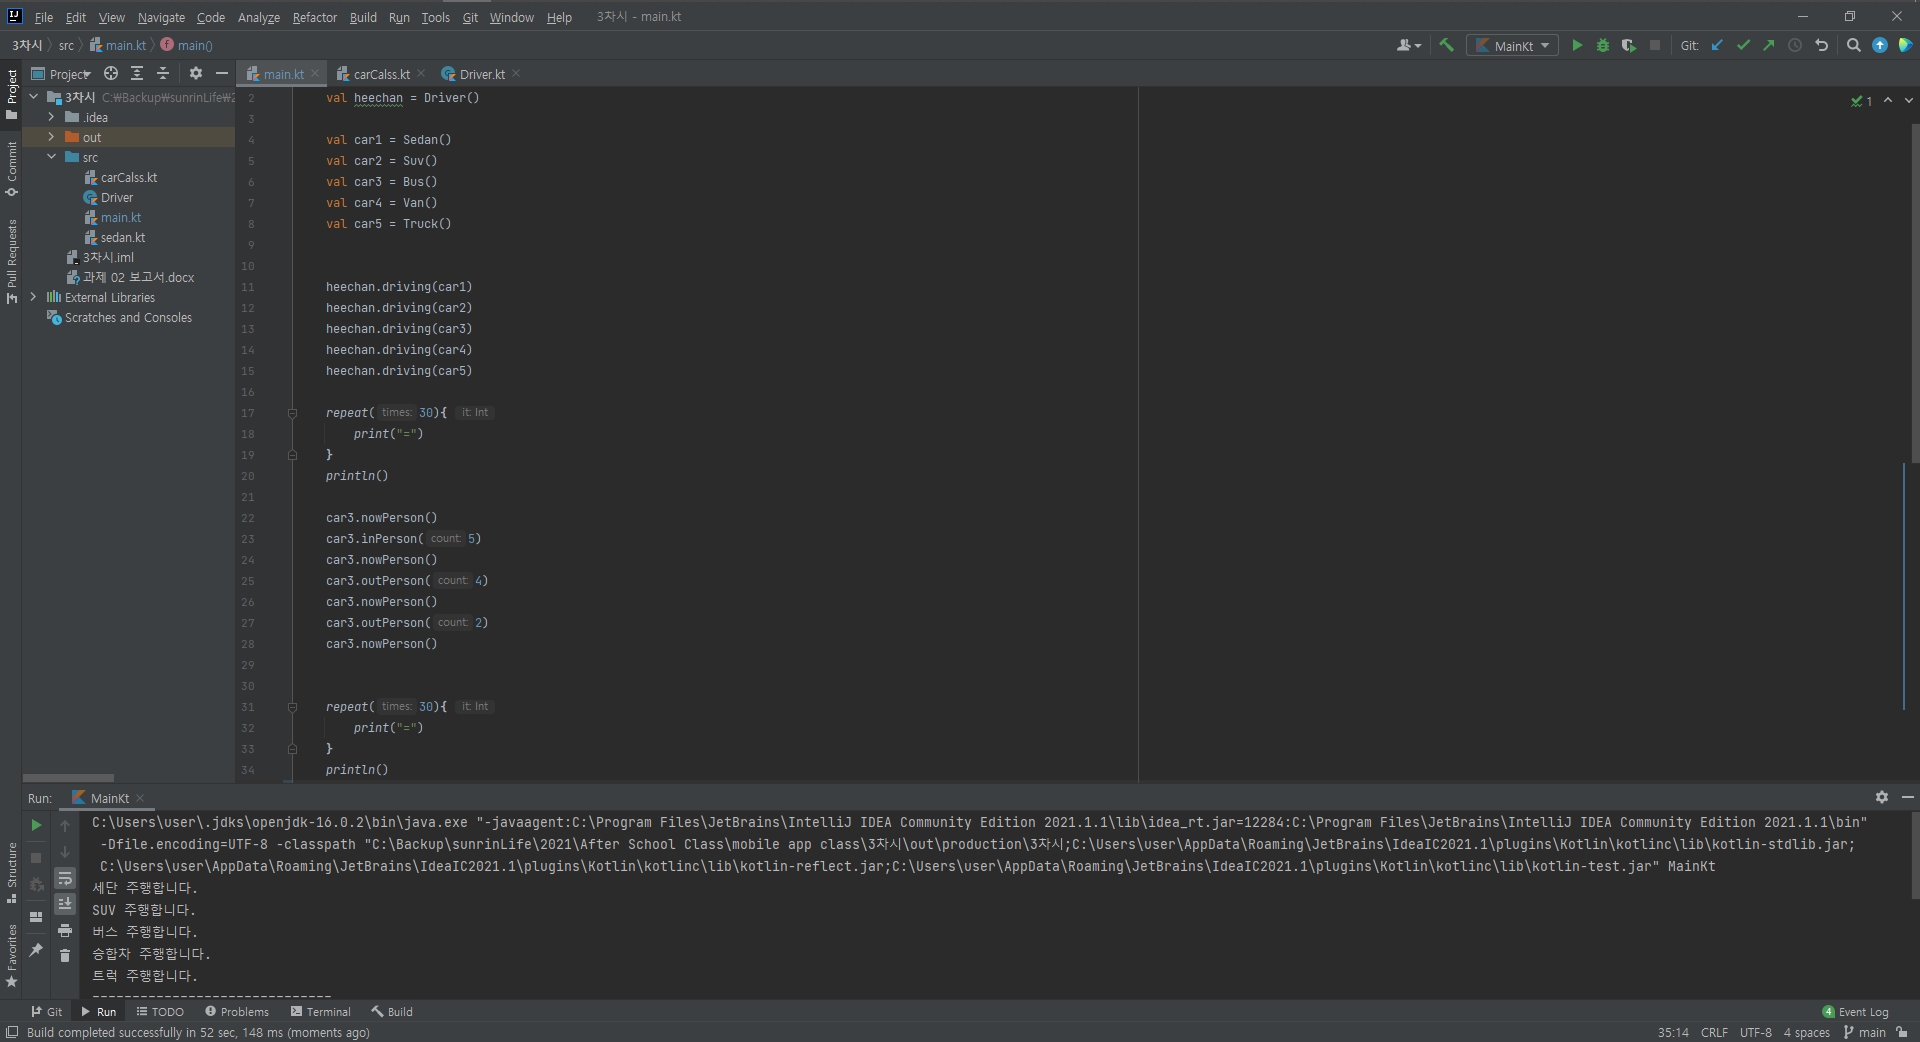 File Edit View Navigate Code Analyze Refactor Build Run Tools Git Window Help 3차시 - main.kt
3차시 src main.kt main() MainKt Git:
Project main.kt carCalss.kt Driver.kt
3차시 C:\Backup\sunrinLife\2
.idea
out
src
carCalss.kt
Driver
main.kt
sedan.kt
3차시.iml
과제 02 보고서.docx
External Libraries
Scratches and Consoles
Project
Commit
Pull Requests
Structure
Favorites
1
2 val heechan = Driver()
3
4 val car1 = Sedan()
5 val car2 = Suv()
6 val car3 = Bus()
7 val car4 = Van()
8 val car5 = Truck()
9
10
11 heechan.driving(car1)
12 heechan.driving(car2)
13 heechan.driving(car3)
14 heechan.driving(car4)
15 heechan.driving(car5)
16
17 repeat( times: 30){ it: Int
18 print("=")
19 }
20 println()
21
22 car3.nowPerson()
23 car3.inPerson( count: 5)
24 car3.nowPerson()
25 car3.outPerson( count: 4)
26 car3.nowPerson()
27 car3.outPerson( count: 2)
28 car3.nowPerson()
29
30
31 repeat( times: 30){ it: Int
32 print("=")
33 }
34 println()
Run: MainKt
C:\Users\user\.jdks\openjdk-16.0.2\bin\java.exe "-javaagent:C:\Program Files\JetBrains\IntelliJ IDEA Community Edition 2021.1.1\lib\idea_rt.jar=12284:C:\Program Files\JetBrains\IntelliJ IDEA Community Edition 2021.1.1\bin"
-Dfile.encoding=UTF-8 -classpath "C:\Backup\sunrinLife\2021\After School Class\mobile app class\3차시\out\production\3차시;C:\Users\user\AppData\Roaming\JetBrains\IdeaIC2021.1\plugins\Kotlin\kotlinc\lib\kotlin-stdlib.jar;
C:\Users\user\AppData\Roaming\JetBrains\IdeaIC2021.1\plugins\Kotlin\kotlinc\lib\kotlin-reflect.jar;C:\Users\user\AppData\Roaming\JetBrains\IdeaIC2021.1\plugins\Kotlin\kotlinc\lib\kotlin-test.jar" MainKt
세단 주행합니다.
SUV 주행합니다.
버스 주행합니다.
승합차 주행합니다.
트럭 주행합니다.
==============================
Git Run TODO Problems Terminal Build 4 Event Log
Build completed successfully in 52 sec, 148 ms (moments ago) 35:14 CRLF UTF-8 4 spaces main